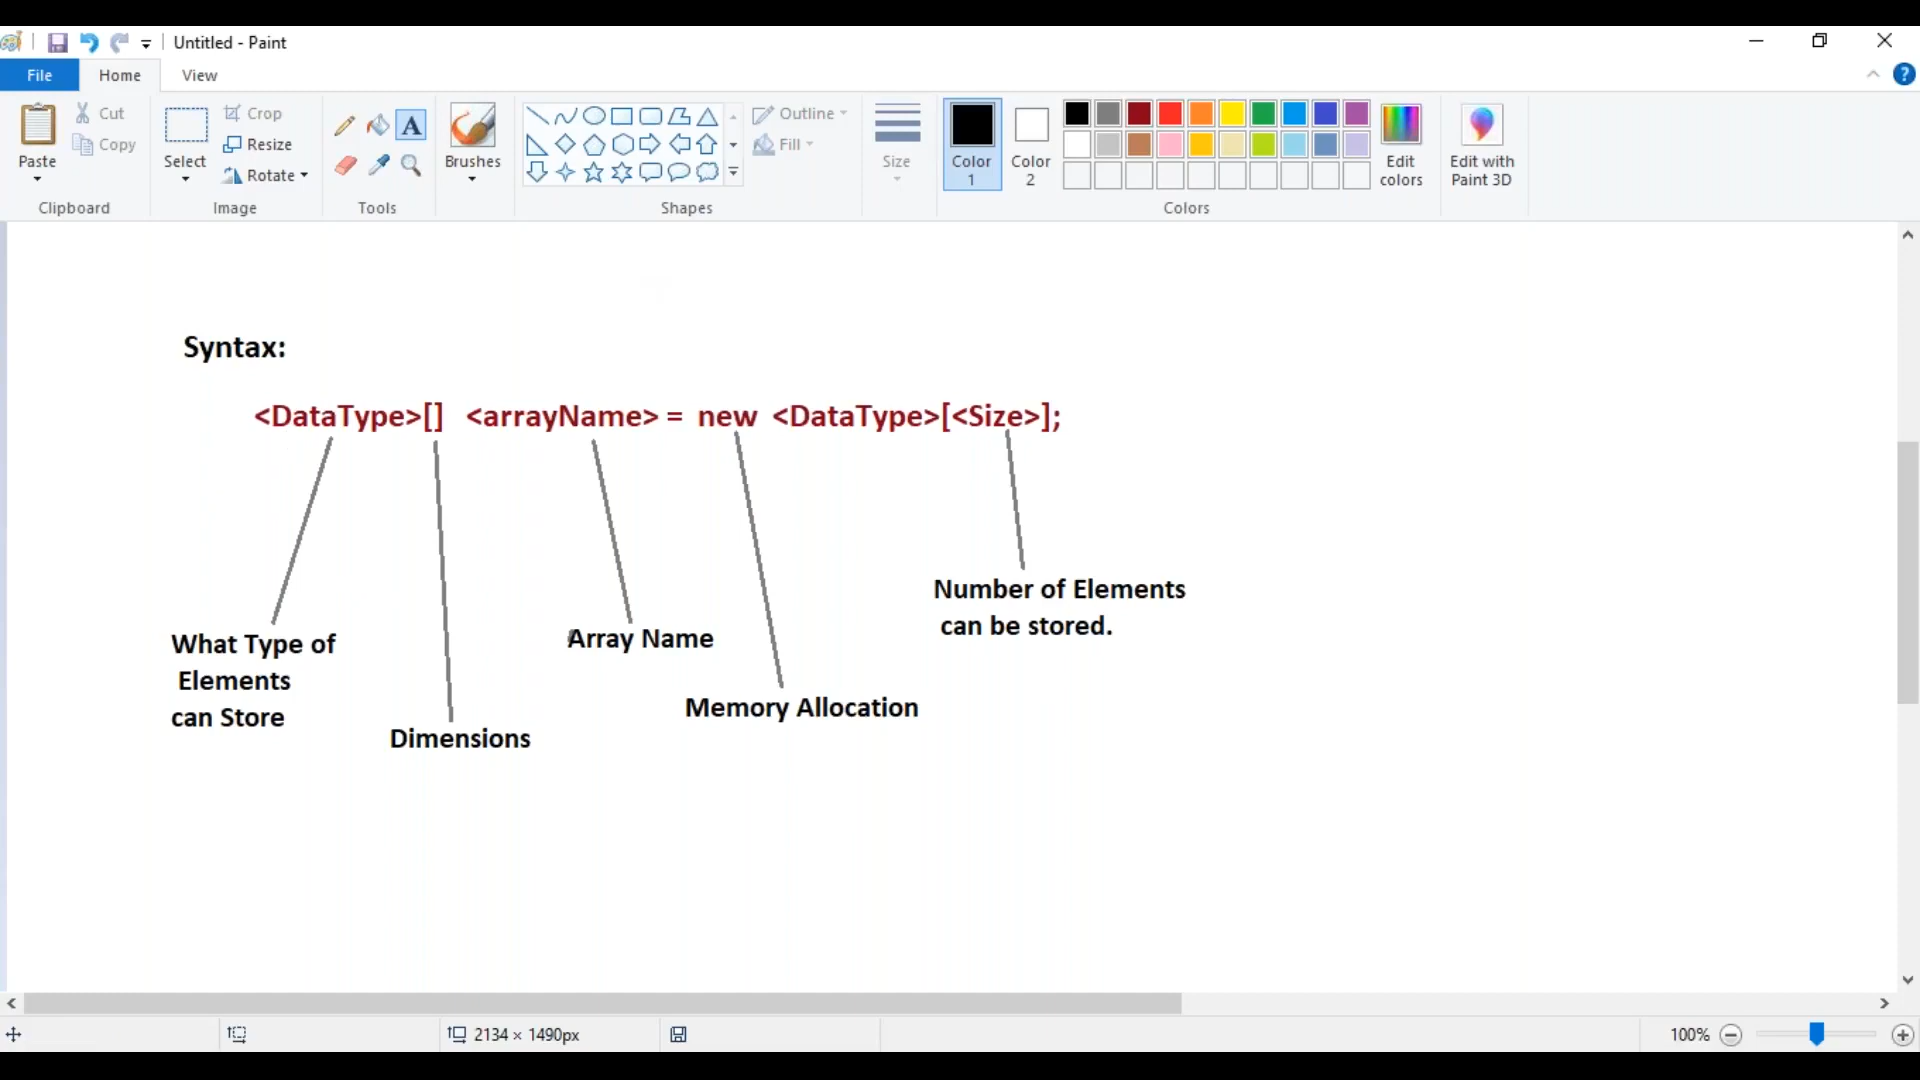 Untitled - Paint
File Home View
Paste
Cut
Copy
Clipboard
Select
Crop
Resize
Rotate
Image
A
Tools
Brushes
Shapes
Outline
Fill
Size
Color 1
Color 2
Colors
Edit colors
Edit with Paint 3D
?
Syntax:
<DataType>[] <arrayName> = new <DataType>[<Size>];
What Type of
Elements
can Store
Dimensions
Array Name
Memory Allocation
Number of Elements
can be stored.
2134 × 1490px
100%